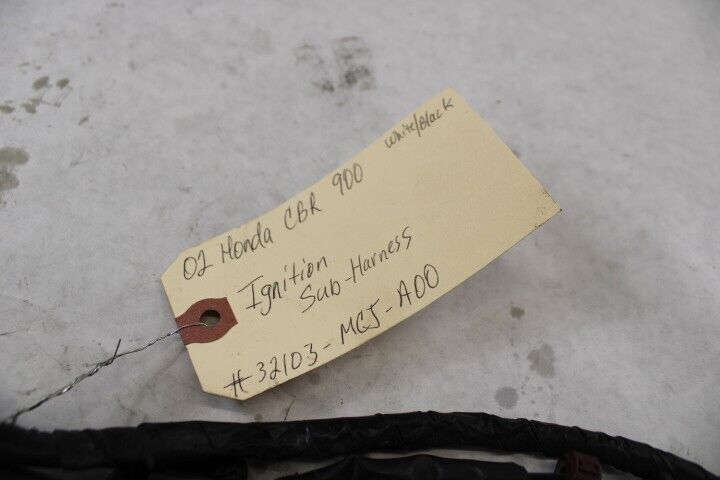 02 Honda CBR 900 White/Black
Ignition
Sub-Harness
#32103-MCJ-A00